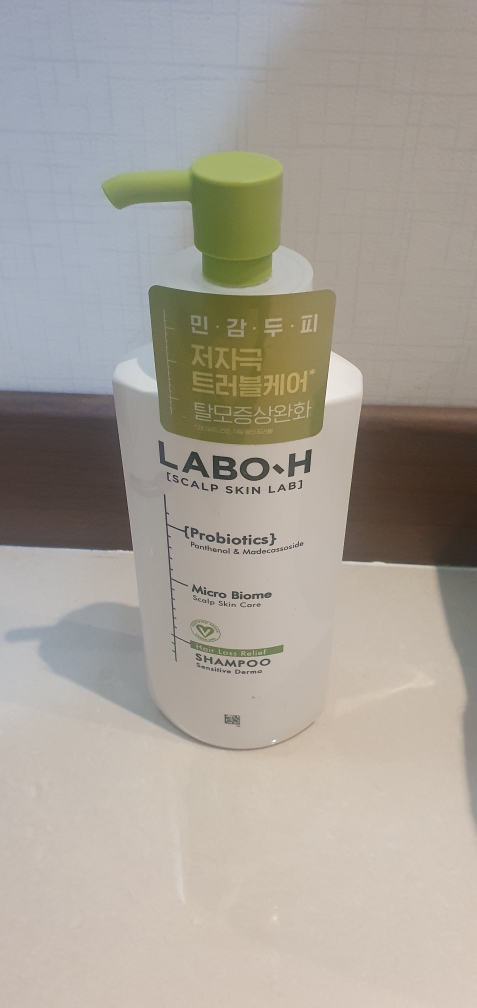 민·감·두·피
저자극
트러블케어*
탈모증상완화
LABO-H
[SCALP SKIN LAB]
{Probiotics}
Panthenol & Madecassoside
Micro Biome
Scalp Skin Care
Hair Loss Relief
SHAMPOO
Sensitive Derma